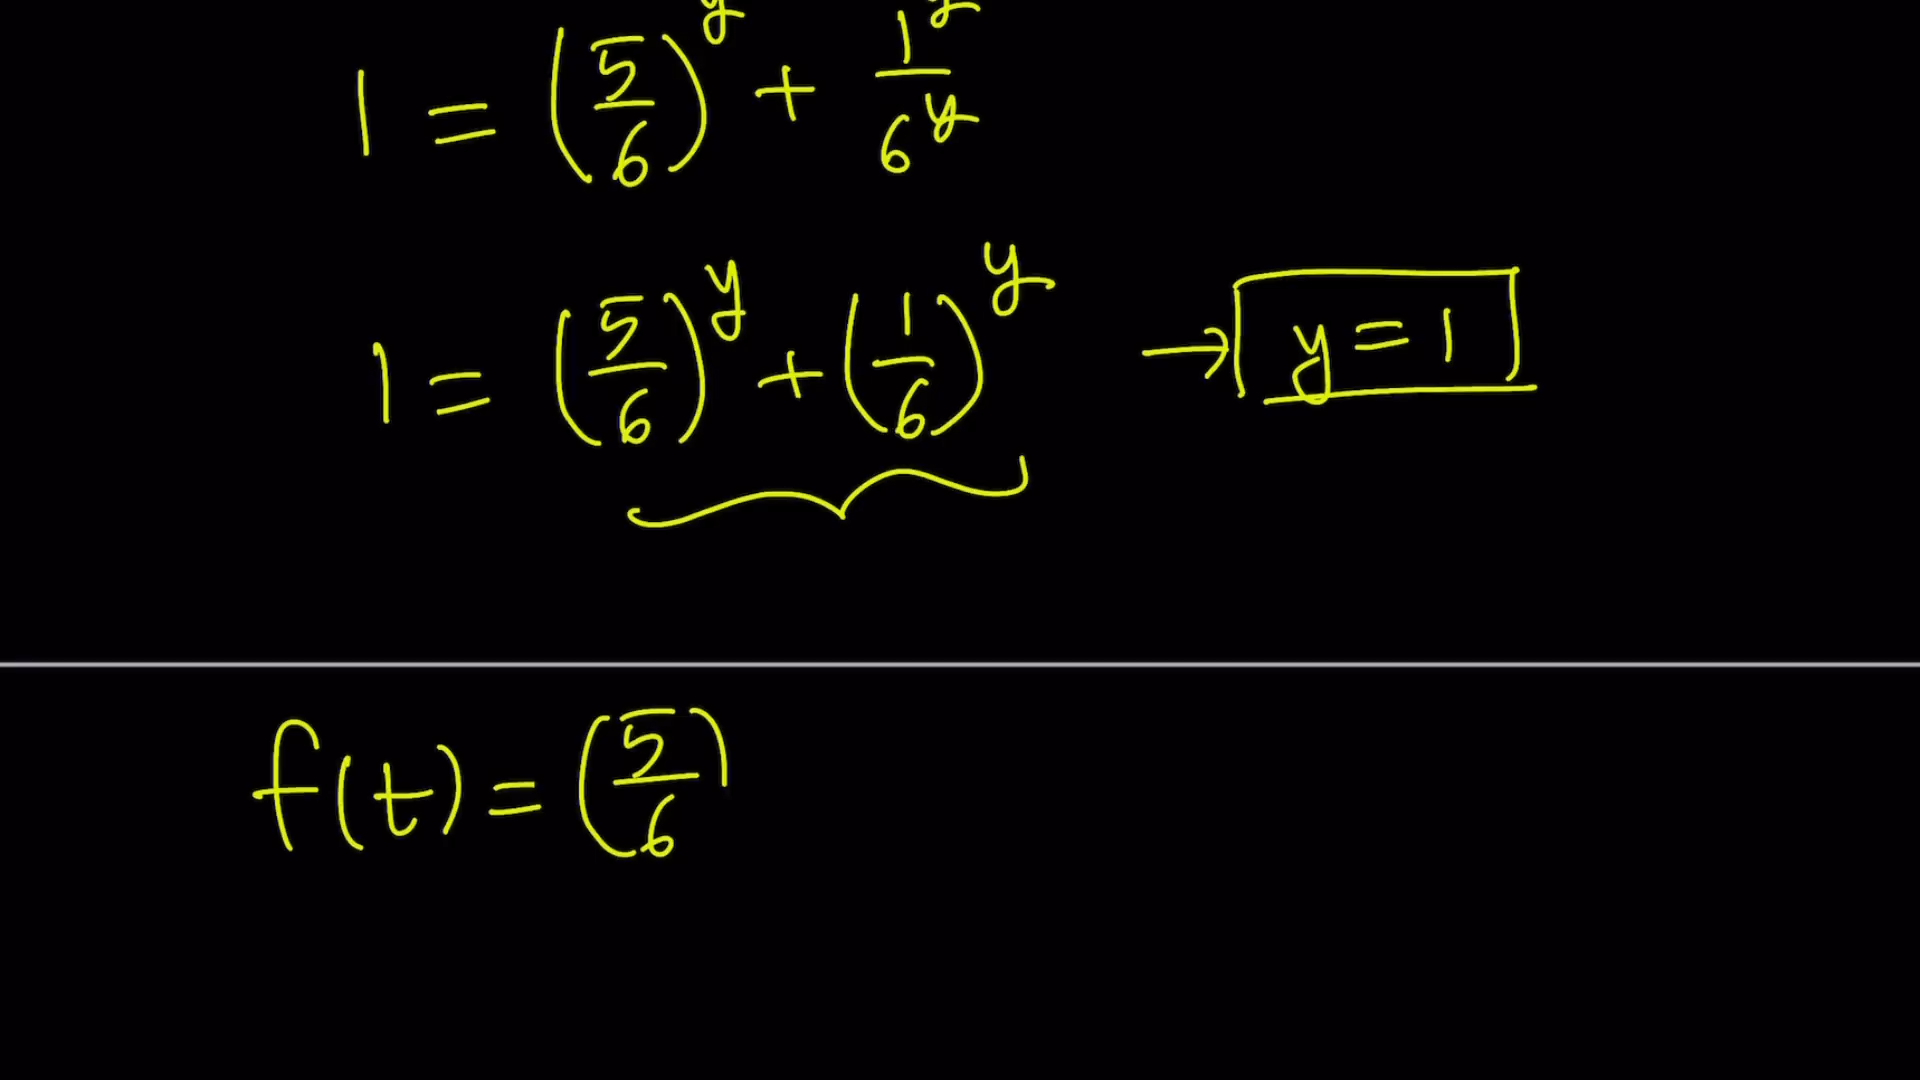 1 = (5/6)^y + 1^y/6^y
1 = (5/6)^y + (1/6)^y → y = 1
f(t) = (5/6)